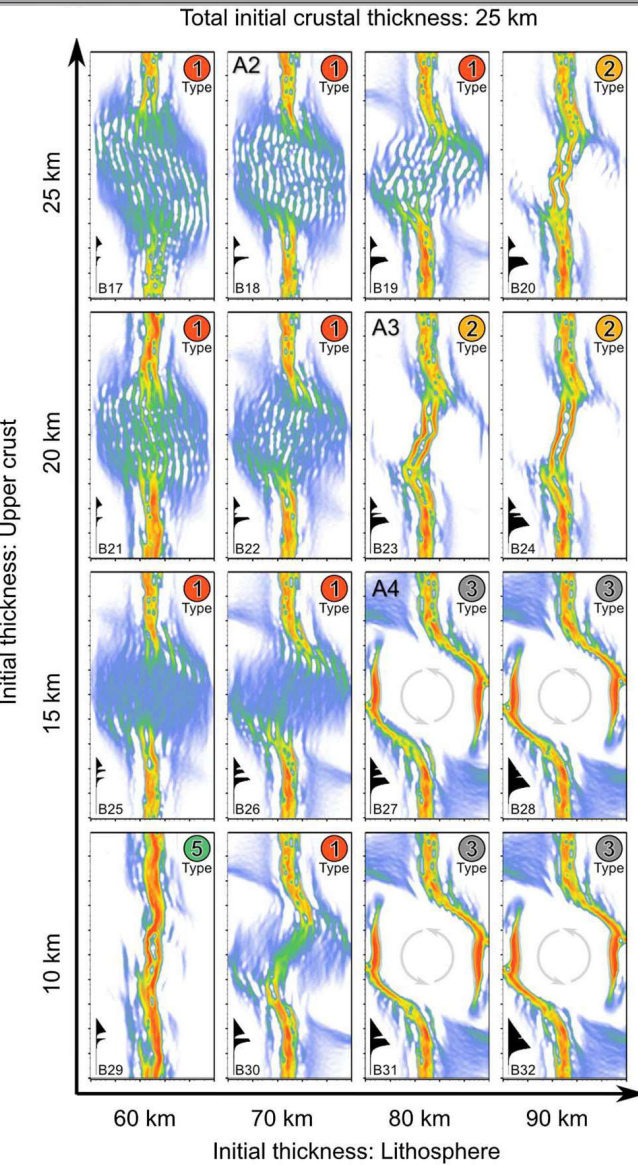 Total initial crustal thickness: 25 km
Initial thickness: Upper crust
25 km
1
Type
B17
A2
1
Type
B18
1
Type
B19
2
Type
B20
20 km
1
Type
B21
1
Type
B22
A3
2
Type
B23
2
Type
B24
15 km
1
Type
B25
1
Type
B26
A4
3
Type
B27
3
Type
B28
10 km
5
Type
B29
1
Type
B30
3
Type
B31
3
Type
B32
60 km
70 km
80 km
90 km
Initial thickness: Lithosphere